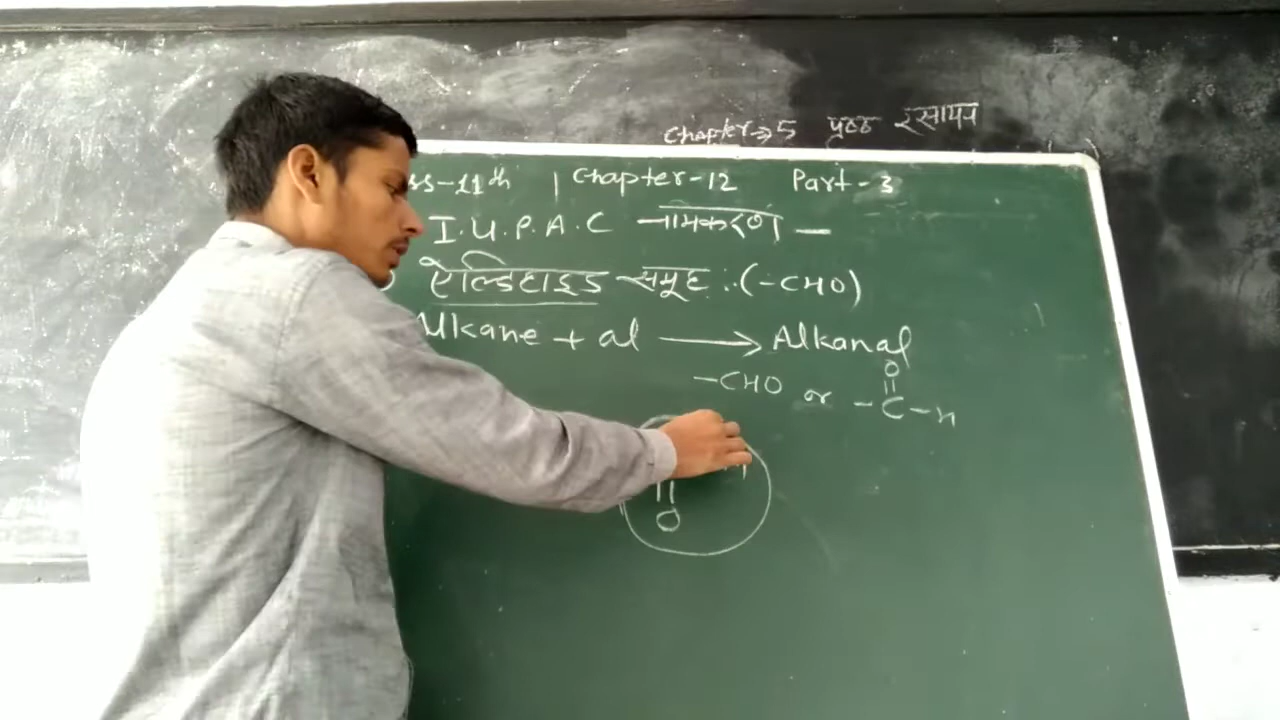 Chapter⇒5 पृष्ठ रसायन
ss-11th | Chapter-12 Part-3
I.U.P.A.C नामकरण —
ऐल्डिहाइड समूह :-(-CHO)
Alkane + al ⟶ Alkanal
O
||
-CHO or -C-H
||
O